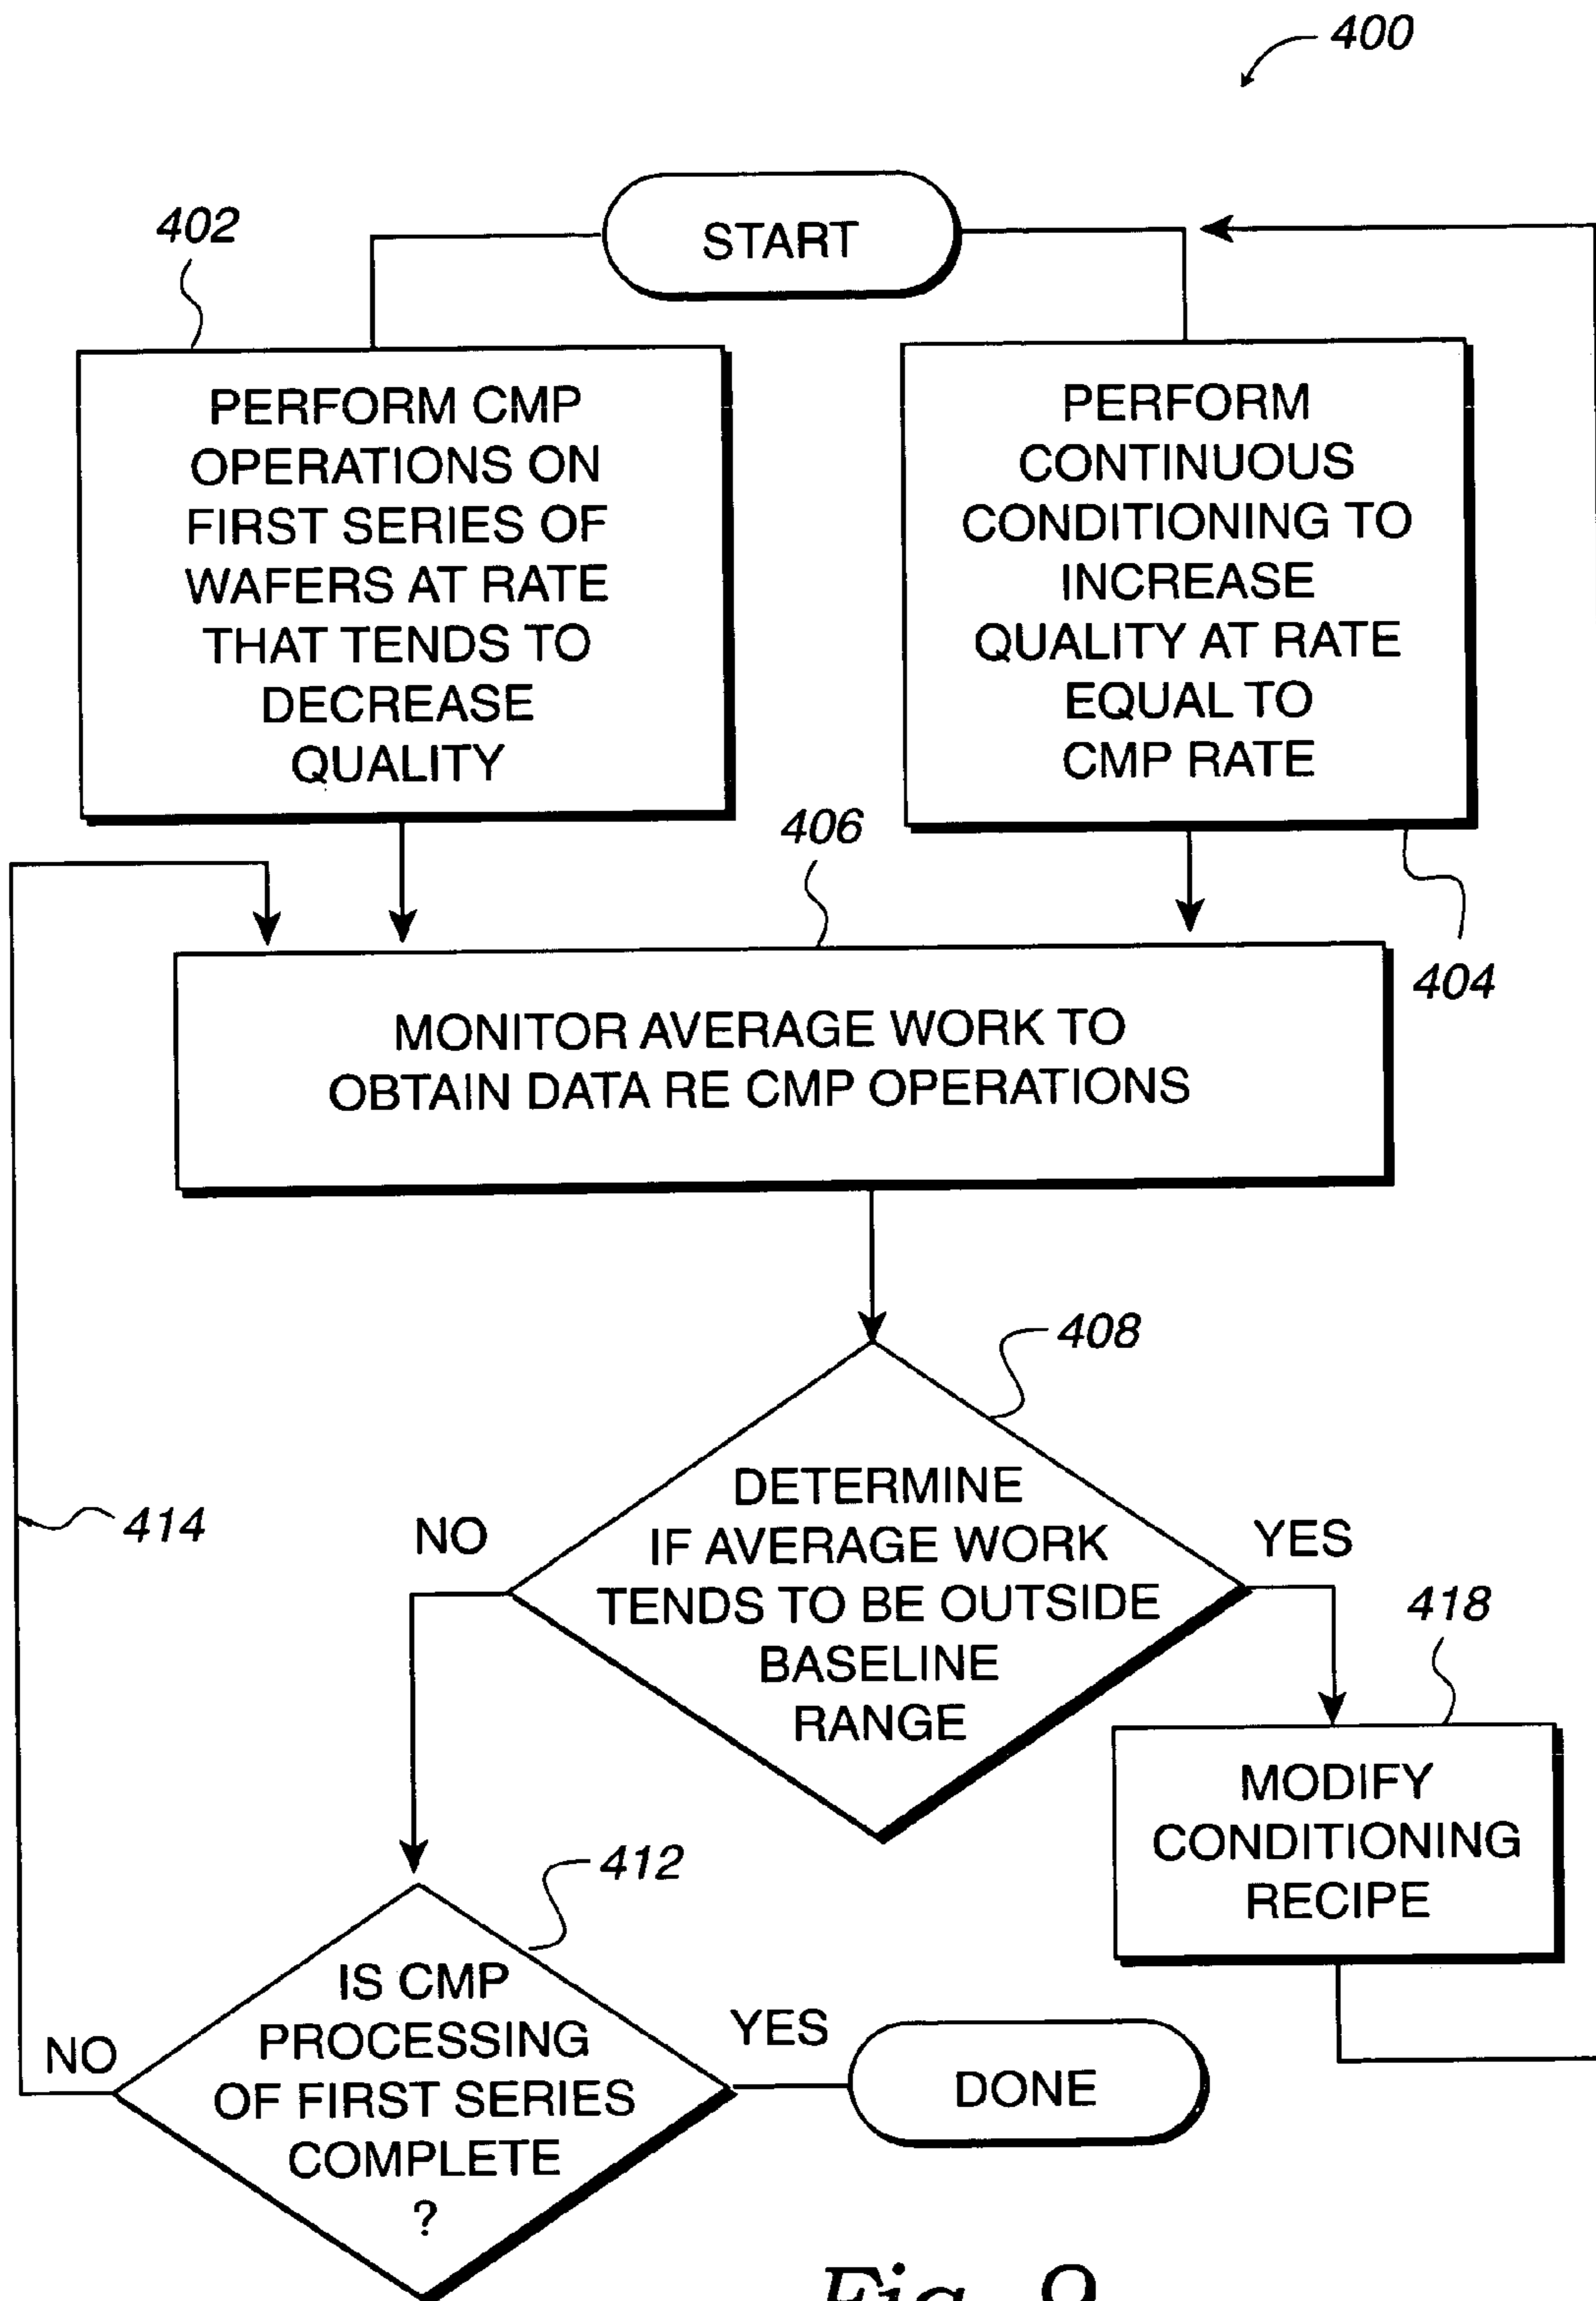 400
START
402
PERFORM CMP
OPERATIONS ON
FIRST SERIES OF
WAFERS AT RATE
THAT TENDS TO
DECREASE
QUALITY
PERFORM
CONTINUOUS
CONDITIONING TO
INCREASE
QUALITY AT RATE
EQUAL TO
CMP RATE
406
404
MONITOR AVERAGE WORK TO
OBTAIN DATA RE CMP OPERATIONS
408
414
NO
DETERMINE
IF AVERAGE WORK
TENDS TO BE OUTSIDE
BASELINE
RANGE
YES
418
MODIFY
CONDITIONING
RECIPE
412
IS CMP
PROCESSING
OF FIRST SERIES
COMPLETE
?
NO
YES
DONE
Fig. 9